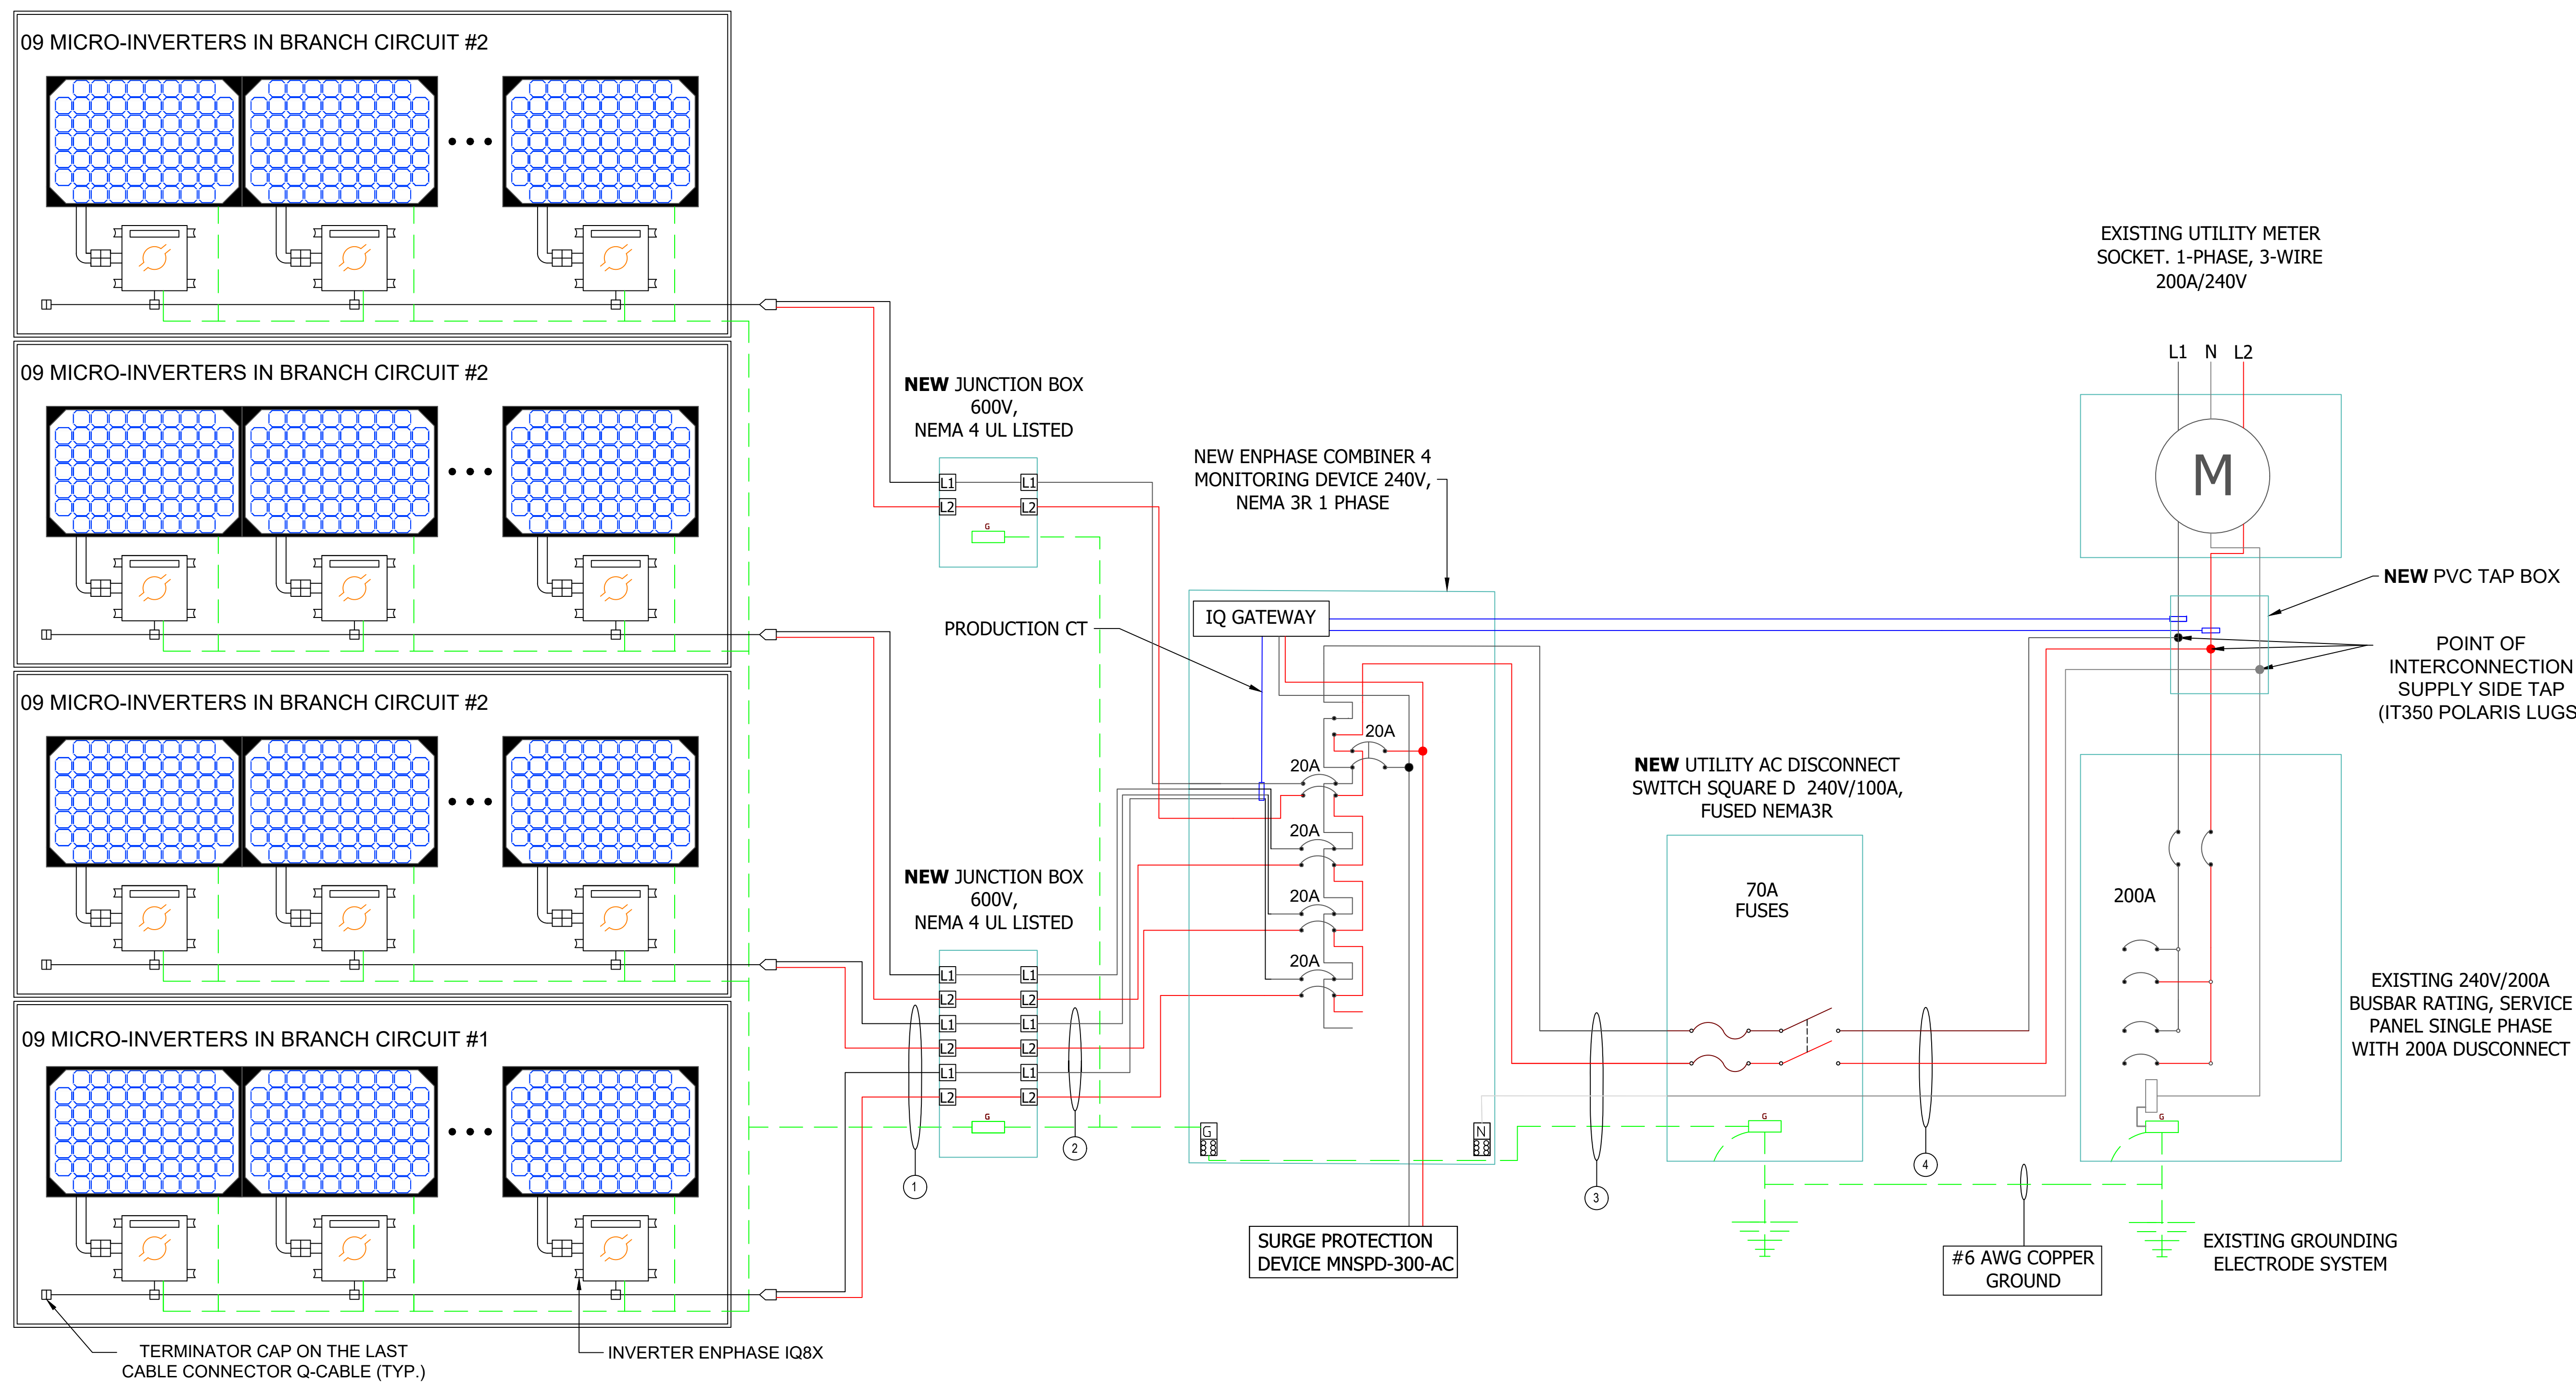 09 MICRO-INVERTERS IN BRANCH CIRCUIT #2
09 MICRO-INVERTERS IN BRANCH CIRCUIT #2
09 MICRO-INVERTERS IN BRANCH CIRCUIT #2
09 MICRO-INVERTERS IN BRANCH CIRCUIT #1
TERMINATOR CAP ON THE LAST
CABLE CONNECTOR Q-CABLE (TYP.)
INVERTER ENPHASE IQ8X
NEW JUNCTION BOX
600V,
NEMA 4 UL LISTED
L1 L1
L2 L2
G
NEW JUNCTION BOX
600V,
NEMA 4 UL LISTED
L1 L1
L2 L2
L1 L1
L2 L2
L1 L1
L2 L2
G
1
2
NEW ENPHASE COMBINER 4
MONITORING DEVICE 240V,
NEMA 3R 1 PHASE
PRODUCTION CT
IQ GATEWAY
20A
20A
20A
20A
20A
G
N
SURGE PROTECTION
DEVICE MNSPD-300-AC
3
NEW UTILITY AC DISCONNECT
SWITCH SQUARE D 240V/100A,
FUSED NEMA3R
70A
FUSES
G
4
#6 AWG COPPER
GROUND
EXISTING UTILITY METER
SOCKET. 1-PHASE, 3-WIRE
200A/240V
L1 N L2
M
NEW PVC TAP BOX
POINT OF
INTERCONNECTION
SUPPLY SIDE TAP
(IT350 POLARIS LUGS
200A
G
EXISTING 240V/200A
BUSBAR RATING, SERVICE
PANEL SINGLE PHASE
WITH 200A DUSCONNECT
EXISTING GROUNDING
ELECTRODE SYSTEM